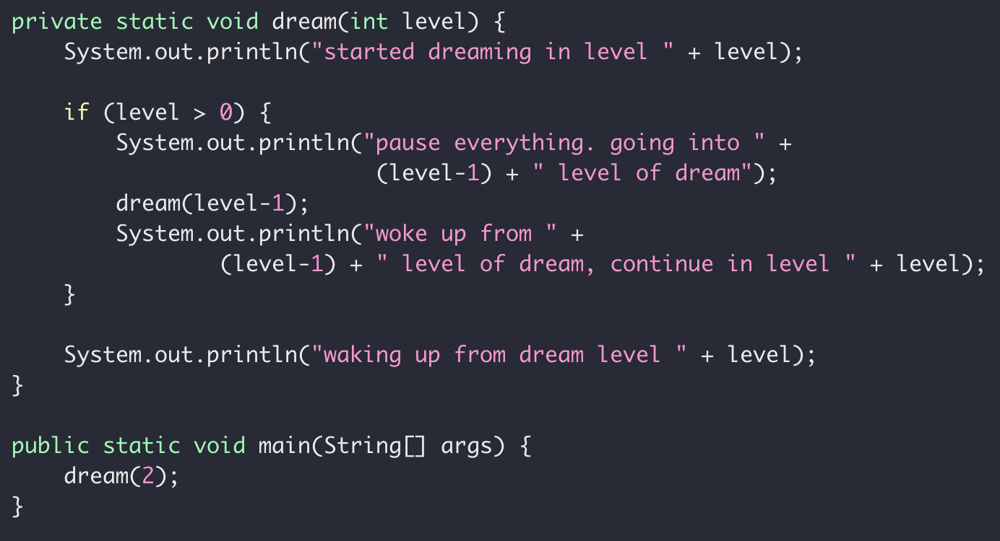 private static void dream(int level) {
    System.out.println("started dreaming in level " + level);

    if (level > 0) {
        System.out.println("pause everything. going into " +
                            (level-1) + " level of dream");
        dream(level-1);
        System.out.println("woke up from " +
                (level-1) + " level of dream, continue in level " + level);
    }

    System.out.println("waking up from dream level " + level);
}

public static void main(String[] args) {
    dream(2);
}